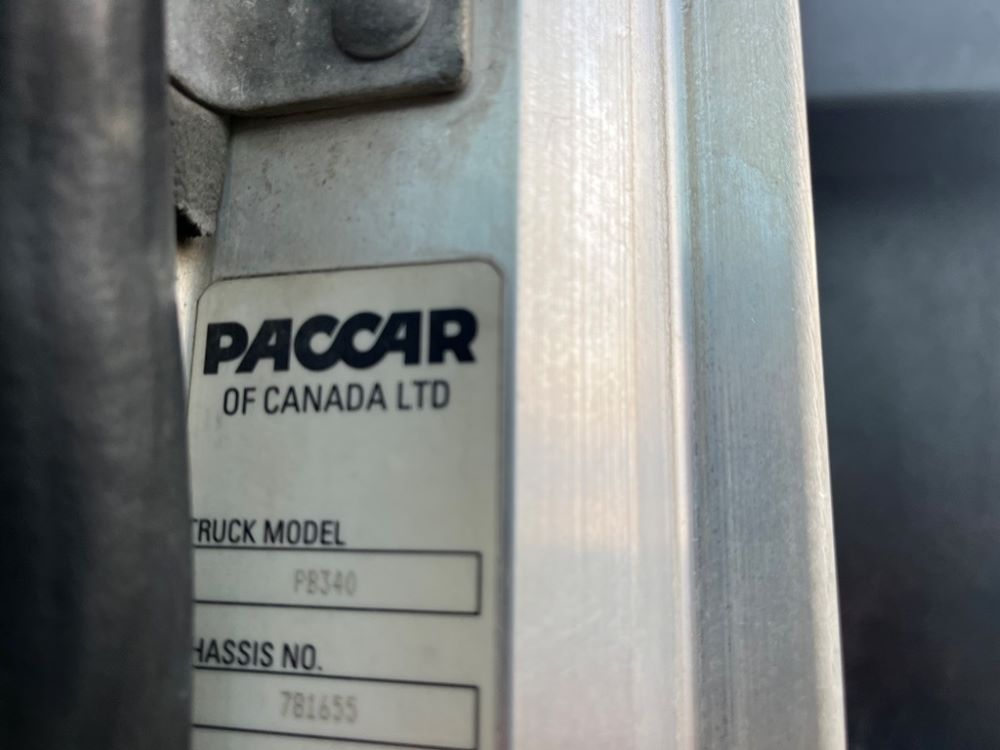 PACCAR
OF CANADA LTD
TRUCK MODEL
PB340
HASSIS NO.
781655